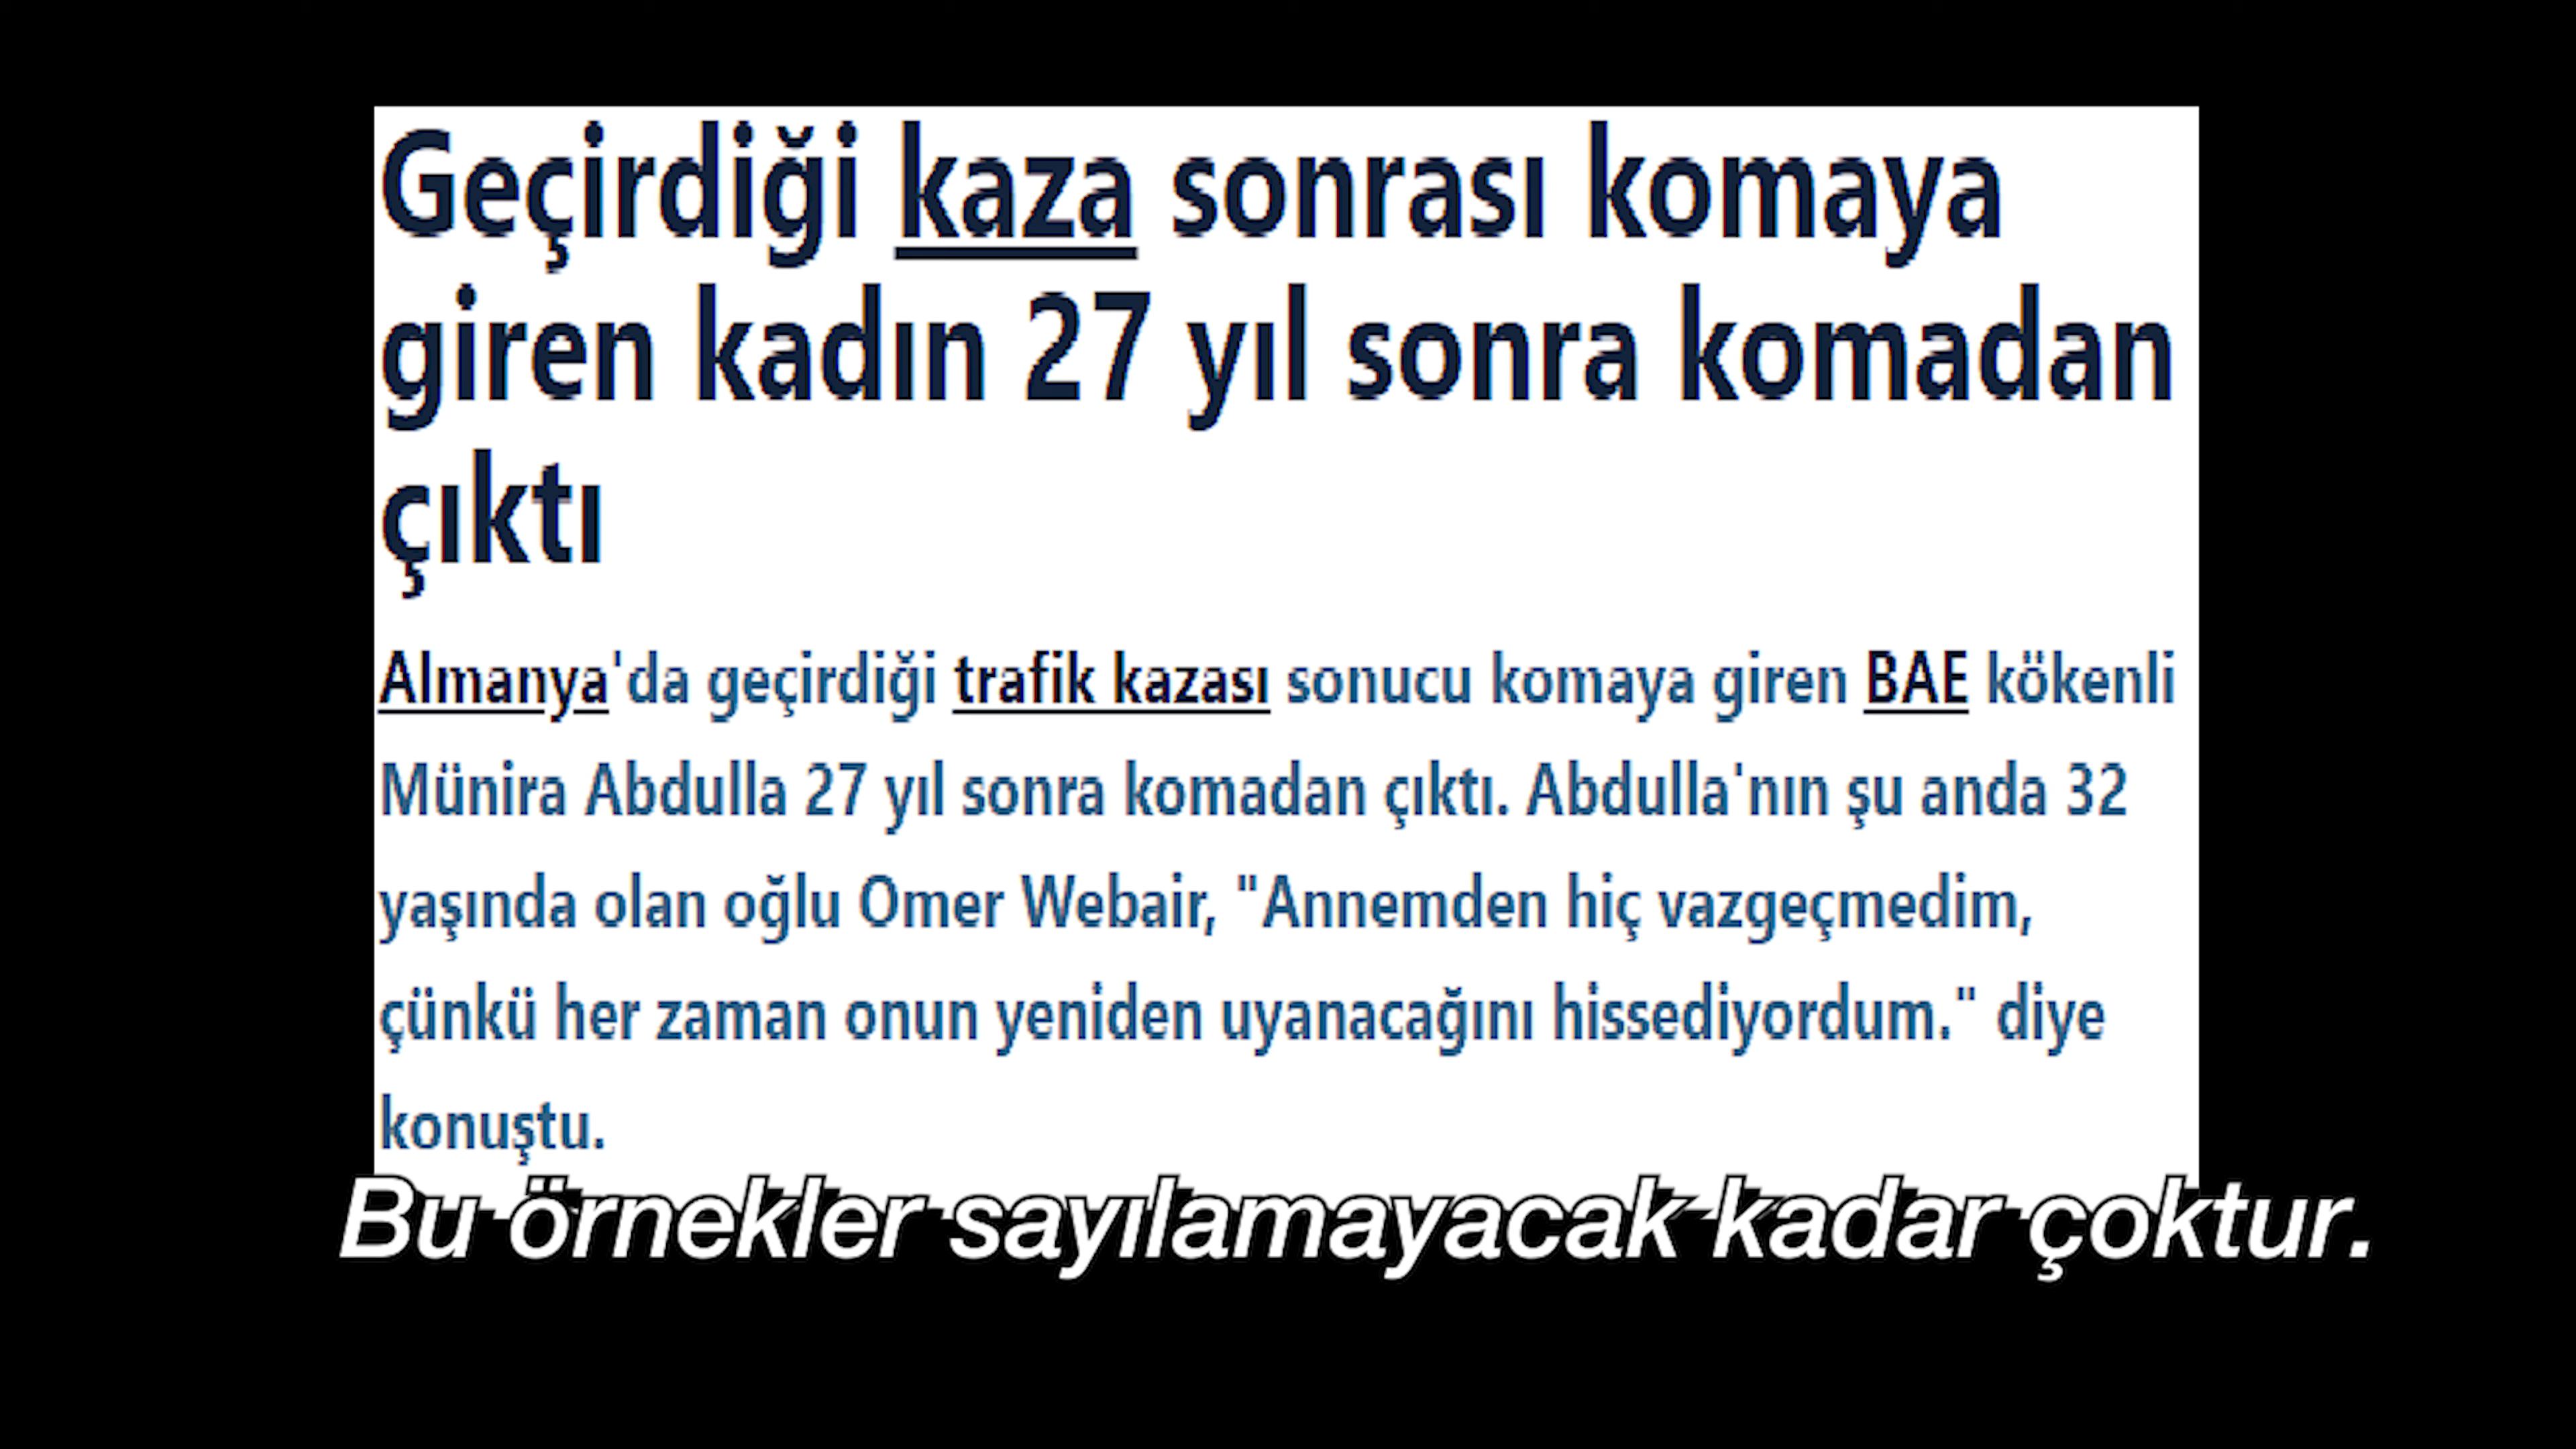 Geçirdiği kaza sonrası komaya
giren kadın 27 yıl sonra komadan
çıktı
Almanya'da geçirdiği trafik kazası sonucu komaya giren BAE kökenli
Münira Abdulla 27 yıl sonra komadan çıktı. Abdulla'nın şu anda 32
yaşında olan oğlu Omer Webair, "Annemden hiç vazgeçmedim,
çünkü her zaman onun yeniden uyanacağını hissediyordum." diye
konuştu.
Bu örnekler sayılamayacak kadar çoktur.